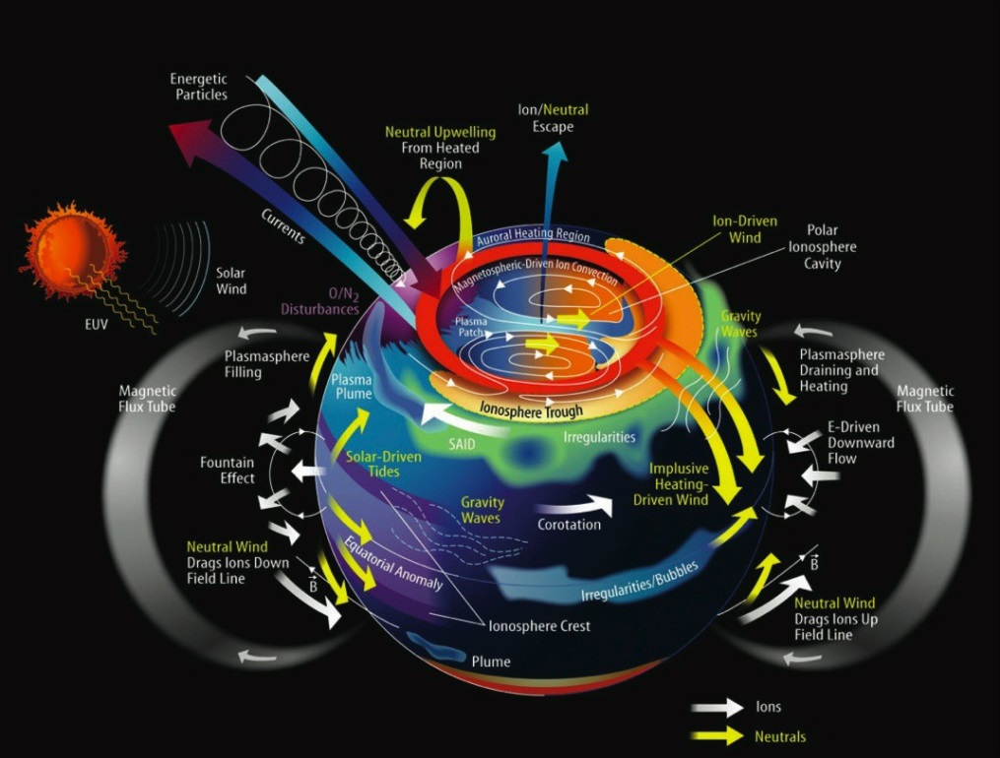 Energetic
Particles
Ion/Neutral
Escape
Neutral Upwelling
From Heated
Region
Currents
Auroral Heating Region
Ion-Driven
Wind
Polar
Ionosphere
Cavity
Magnetospheric-Driven Ion Convection
Solar
Wind
EUV
O/N2
Disturbances
Plasma
Patch
Gravity
Waves
Plasmasphere
Filling
Plasmasphere
Draining and
Heating
Magnetic
Flux Tube
Plasma
Plume
Magnetic
Flux Tube
Ionosphere Trough
SAID
Irregularities
E-Driven
Downward
Flow
Fountain
Effect
Solar-Driven
Tides
Implusive
Heating-
Driven Wind
Gravity
Waves
Corotation
Neutral Wind
Drags Ions Down
Field Line
B
Equatorial Anomaly
Irregularities/Bubbles
B
Neutral Wind
Drags Ions Up
Field Line
Ionosphere Crest
Plume
Ions
Neutrals